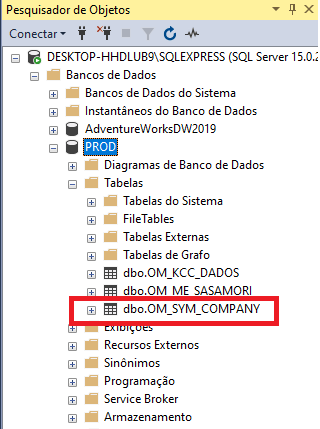 Pesquisador de Objetos
Conectar
DESKTOP-HHDLUB9\SQLEXPRESS (SQL Server 15.0.2
Bancos de Dados
Bancos de Dados do Sistema
Instantâneos do Banco de Dados
AdventureWorksDW2019
PROD
Diagramas de Banco de Dados
Tabelas
Tabelas do Sistema
FileTables
Tabelas Externas
Tabelas de Grafo
dbo.OM_KCC_DADOS
dbo.OM_ME_SASAMORI
dbo.OM_SYM_COMPANY
Exibições
Recursos Externos
Sinônimos
Programação
Service Broker
Armazenamento